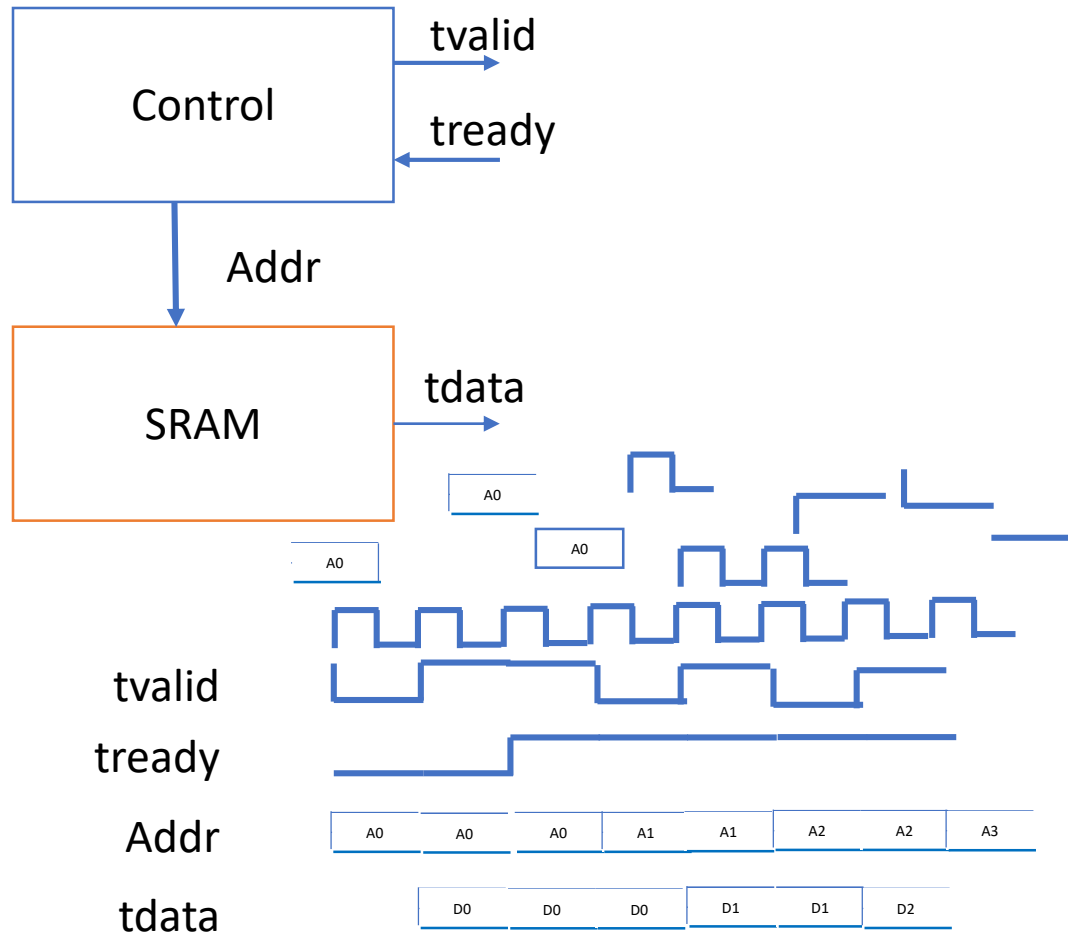 tvalid
Control
tready
Addr
tdata
SRAM
A0
A0
A0
tvalid
tready
Addr A0 A0 A0 A1 A1 A2 A2 A3
tdata D0 D0 D0 D1 D1 D2